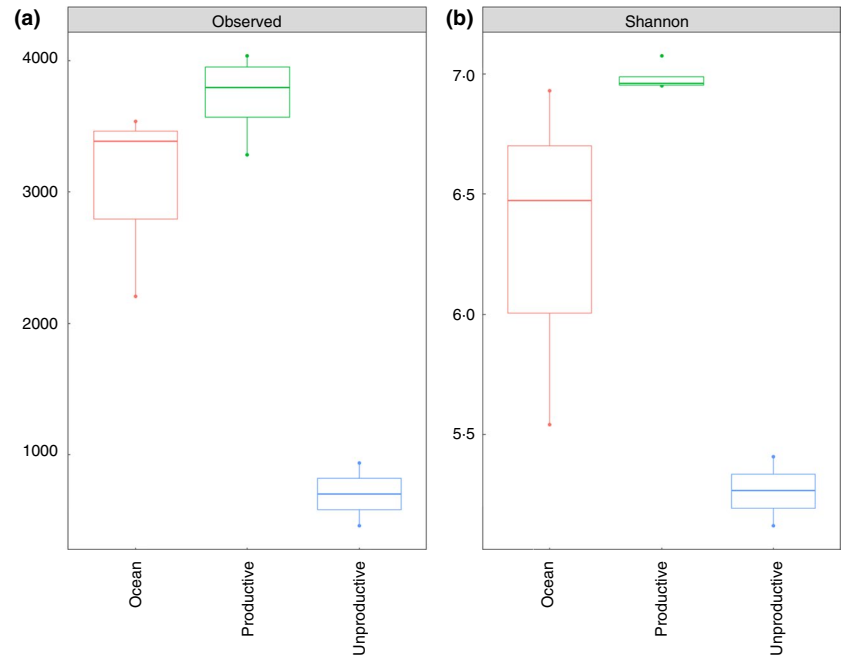 (a)
Observed
4000
3000
2000
1000
Ocean
Productive
Unproductive
(b)
Shannon
7·0
6·5
6·0
5·5
Ocean
Productive
Unproductive